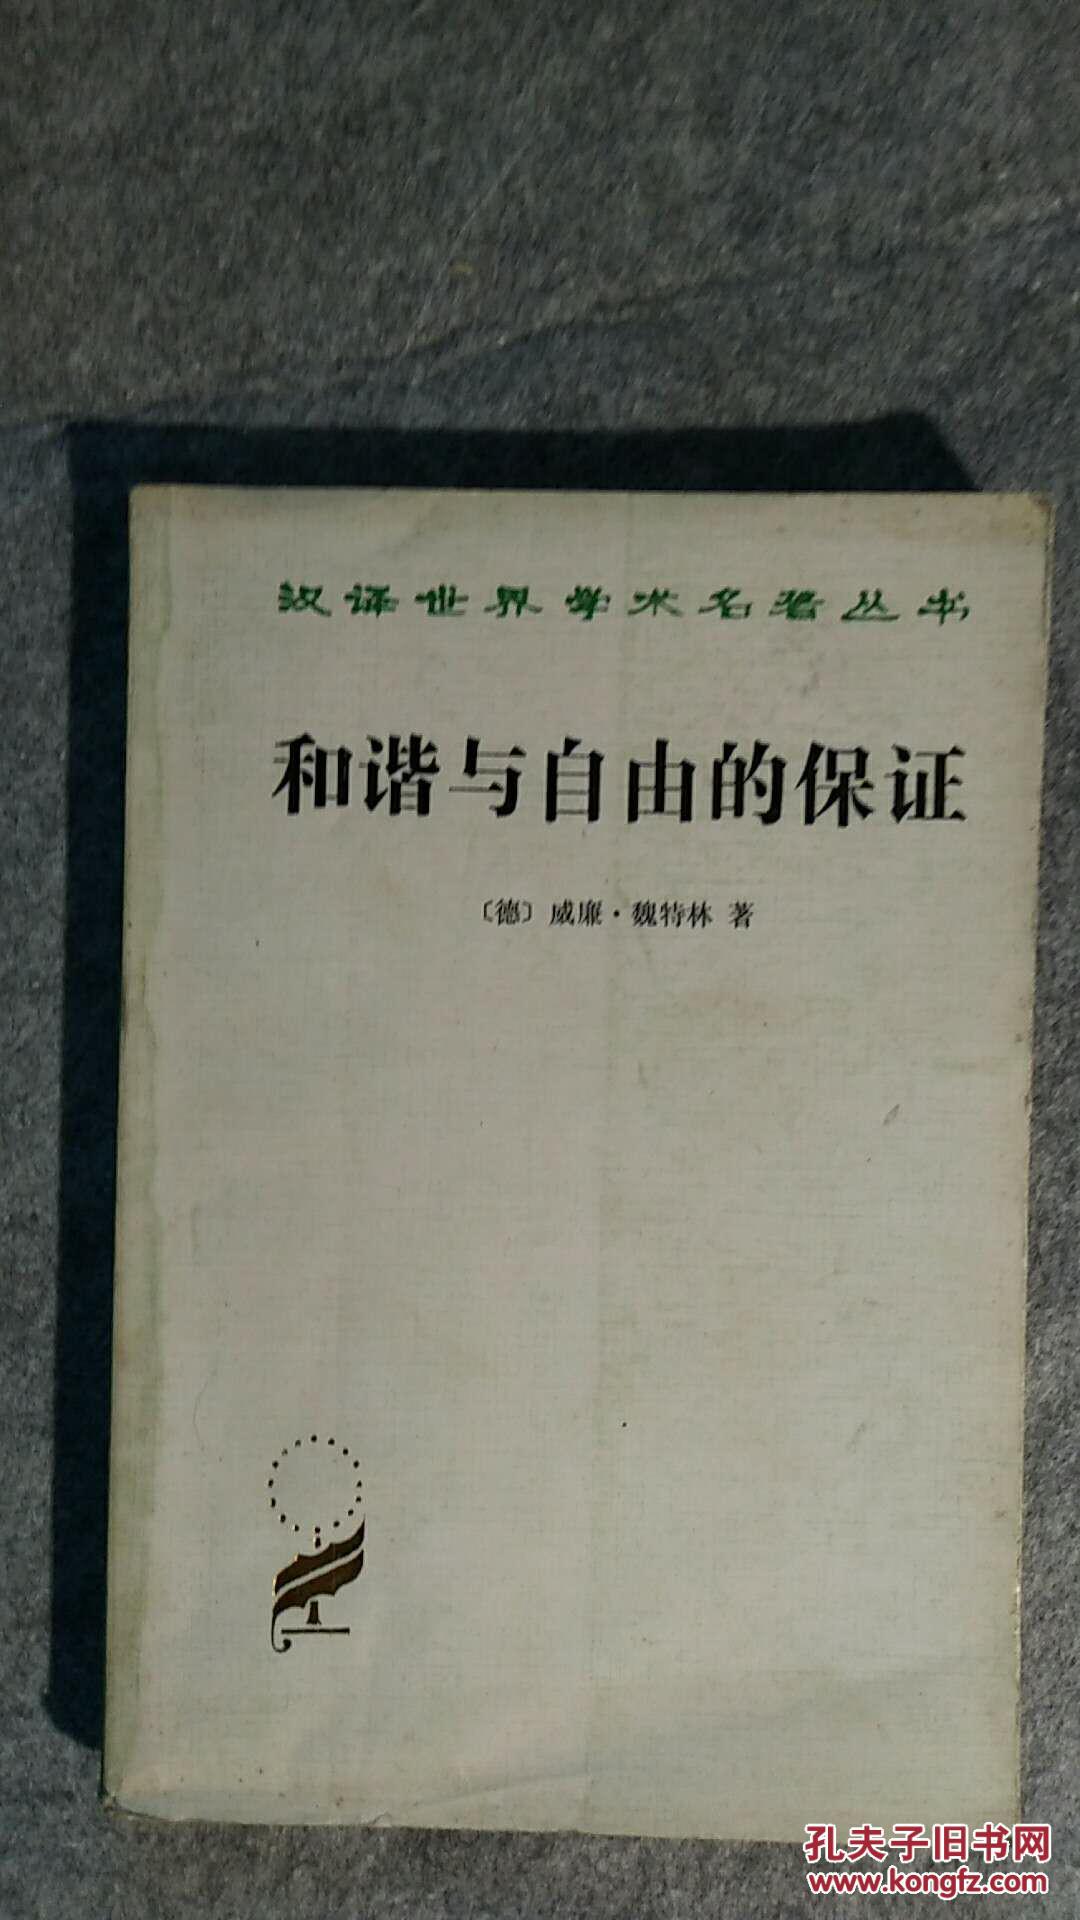 汉译世界学术名著丛书
和谐与自由的保证
〔德〕威廉·魏特林 著
孔夫子旧书网
www.kongfz.com